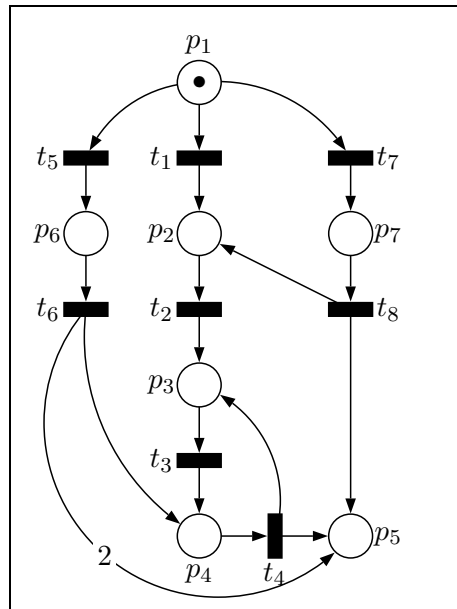 p₁
t₅ t₁ t₇
p₆ p₂ p₇
t₆ t₂ t₈
p₃
t₃
p₅
2 p₄ t₄